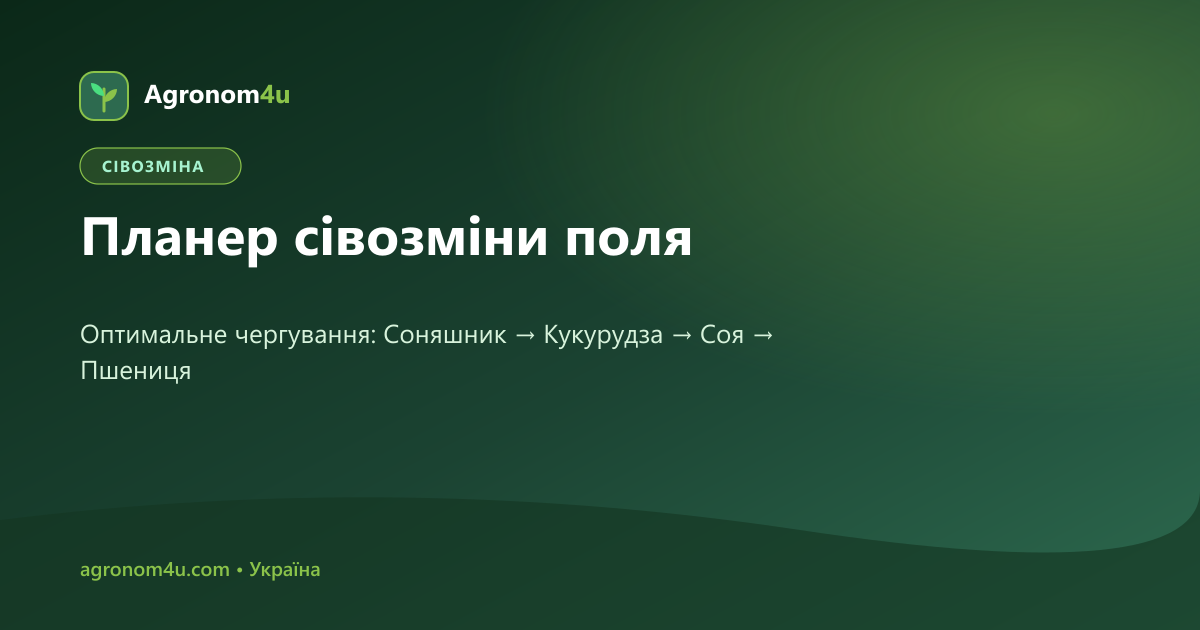 Agronom4u
СІВОЗМІНА
Планер сівозміни поля
Оптимальне чергування: Соняшник → Кукурудза → Соя →
Пшениця
agronom4u.com • Україна